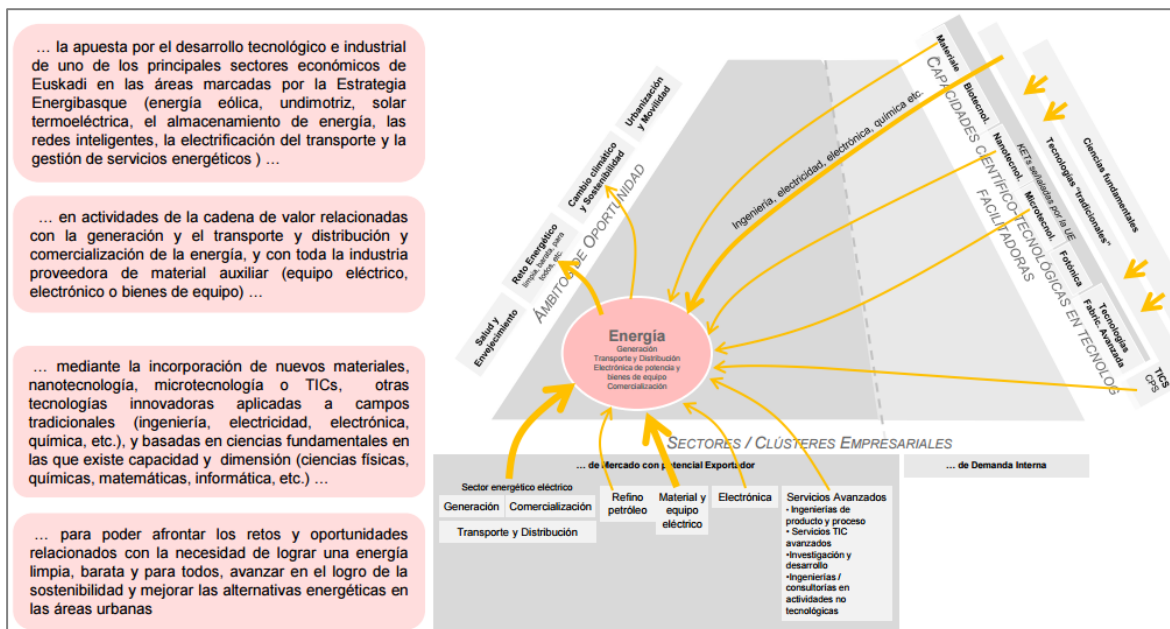 … la apuesta por el desarrollo tecnológico e industrial
de uno de los principales sectores económicos de
Euskadi en las áreas marcadas por la Estrategia
Energibasque (energía eólica, undimotriz, solar
termoeléctrica, el almacenamiento de energía, las
redes inteligentes, la electrificación del transporte y la
gestión de servicios energéticos ) …
… en actividades de la cadena de valor relacionadas
con la generación y el transporte y distribución y
comercialización de la energía, y con toda la industria
proveedora de material auxiliar (equipo eléctrico,
electrónico o bienes de equipo) …
… mediante la incorporación de nuevos materiales,
nanotecnología, microtecnología o TICs, otras
tecnologías innovadoras aplicadas a campos
tradicionales (ingeniería, electricidad, electrónica,
química, etc.), y basadas en ciencias fundamentales en
las que existe capacidad y dimensión (ciencias físicas,
químicas, matemáticas, informática, etc.) …
… para poder afrontar los retos y oportunidades
relacionados con la necesidad de lograr una energía
limpia, barata y para todos, avanzar en el logro de la
sostenibilidad y mejorar las alternativas energéticas en
las áreas urbanas
Urbanización
y Movilidad
Cambio climático
y Sostenibilidad
Reto Energético
limpia, barata, para
todos, etc.
Salud y
Envejecimiento
ÁMBITOS DE OPORTUNIDAD
Ingeniería, electricidad, electrónica, química etc.
Materiale
Biotecnol.
Nanotecnol.
Microtecnol.
Fotónica
Tecnologías
Fabric. Avanzada
TICS
CPS
KETs señaladas por la UE
Tecnologías "tradicionales"
Ciencias fundamentales
CAPACIDADES CIENTÍFICO-TECNOLÓGICAS EN TECNOLOG
FACILITADORAS
Energía
Generación
Transporte y Distribución
Electrónica de potencia y
bienes de equipo
Comercialización
SECTORES / CLÚSTERES EMPRESARIALES
… de Mercado con potencial Exportador
… de Demanda Interna
Sector energético eléctrico
Generación
Comercialización
Transporte y Distribución
Refino
petróleo
Material y
equipo
eléctrico
Electrónica
Servicios Avanzados
• Ingenierías de
producto y proceso
• Servicios TIC
avanzados
•Investigación y
desarrollo
•Ingenierías /
consultorías en
actividades no
tecnológicas